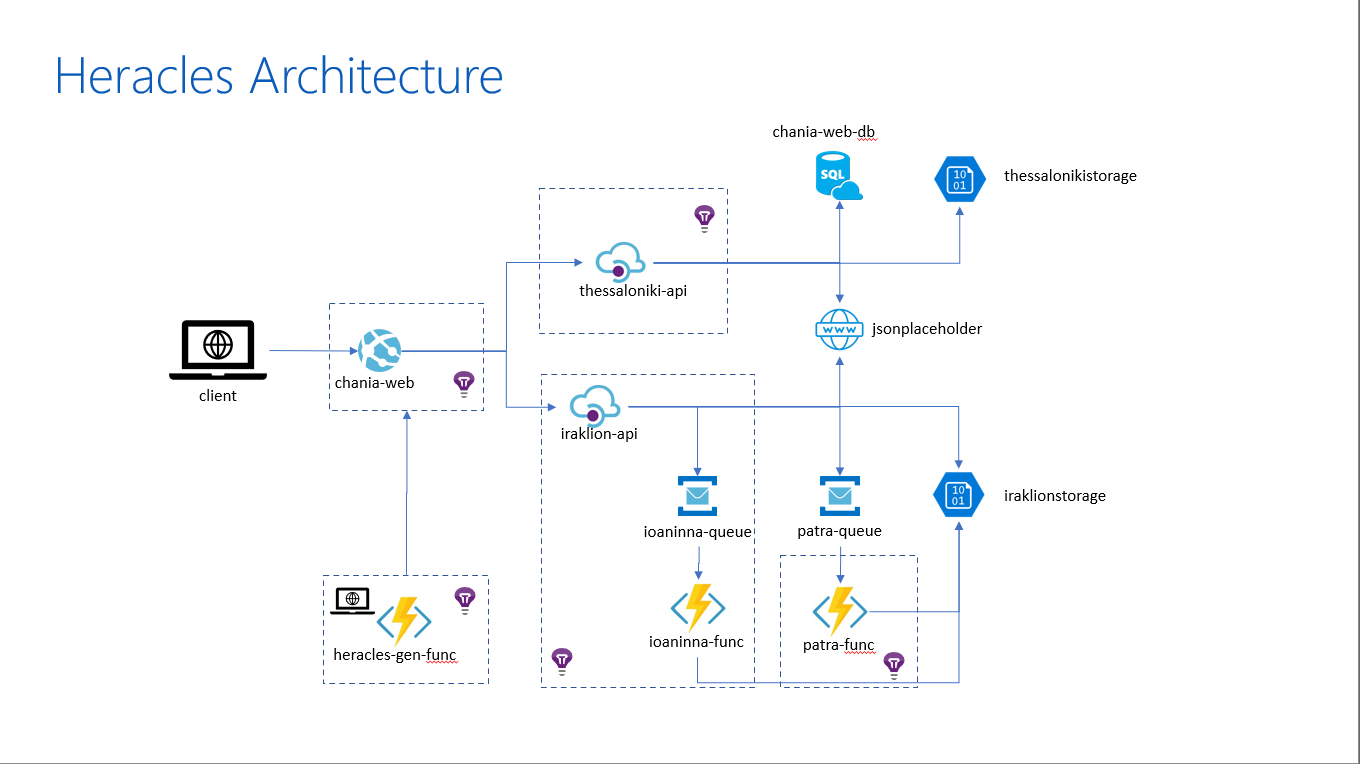 Heracles Architecture
chania-web-db
SQL
10
01
thessalonikistorage
thessaloniki-api
www
jsonplaceholder
client
chania-web
iraklion-api
10
01
iraklionstorage
ioaninna-queue
patra-queue
heracles-gen-func
ioaninna-func
patra-func